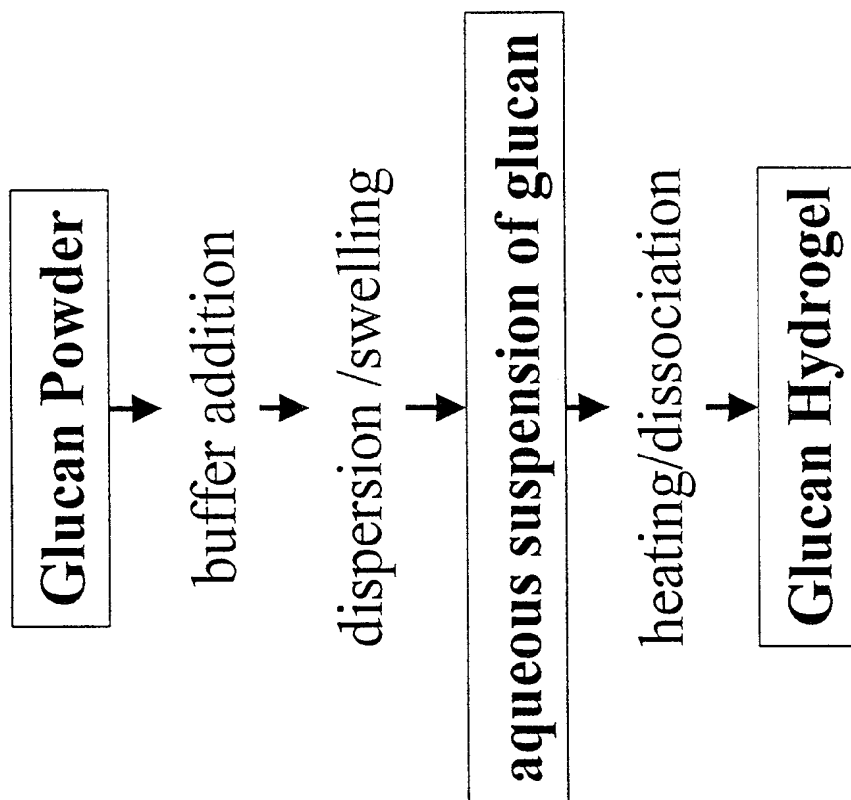 Glucan Powder
buffer addition
dispersion /swelling
aqueous suspension of glucan
heating/dissociation
Glucan Hydrogel